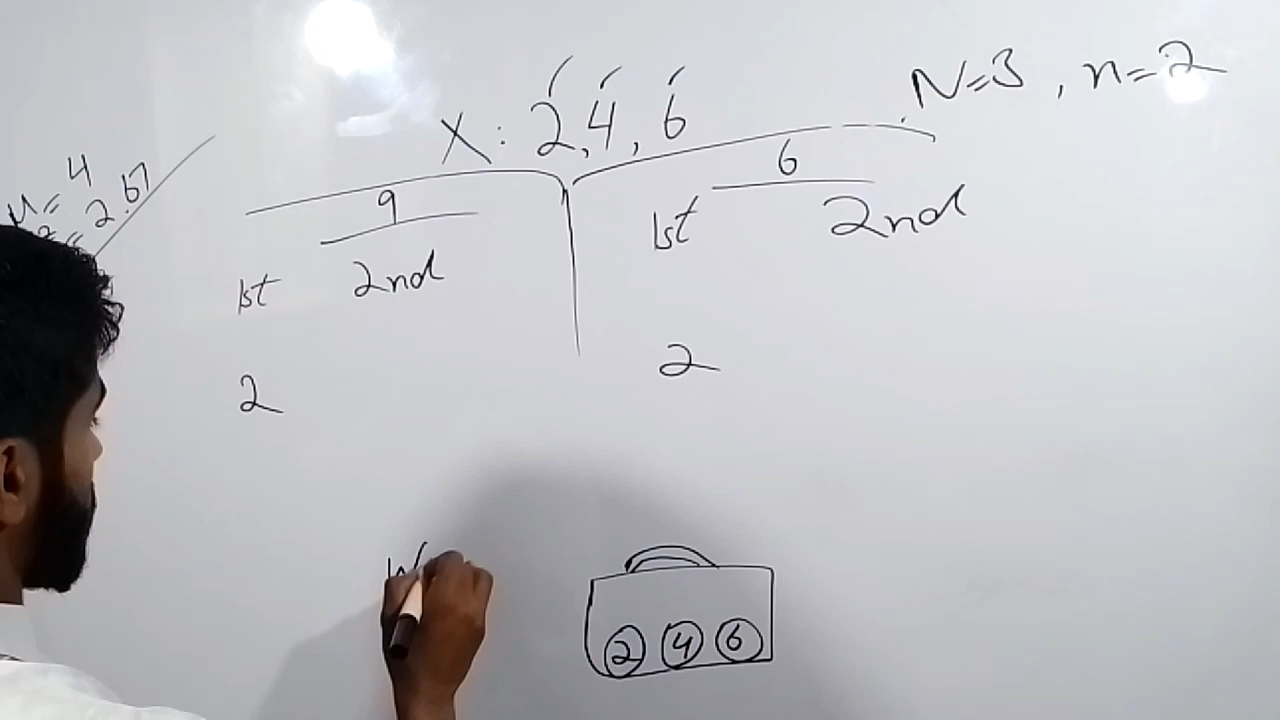 X: 2, 4, 6
N=3, n=2
M= 4
= 2.67
9
1st 2nd
2
6
1st 2nd
2
W
2 4 6